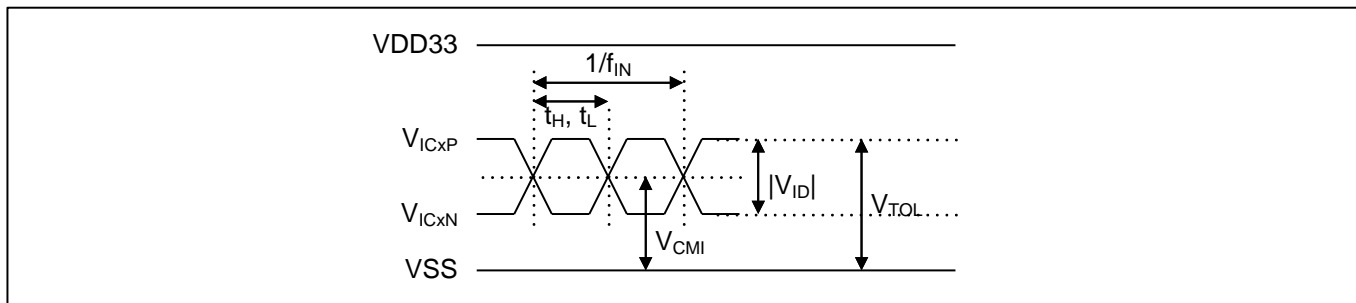 VDD33
1/fIN
tH, tL
VICxP
|VID|
VTOL
VICxN
VCMI
VSS